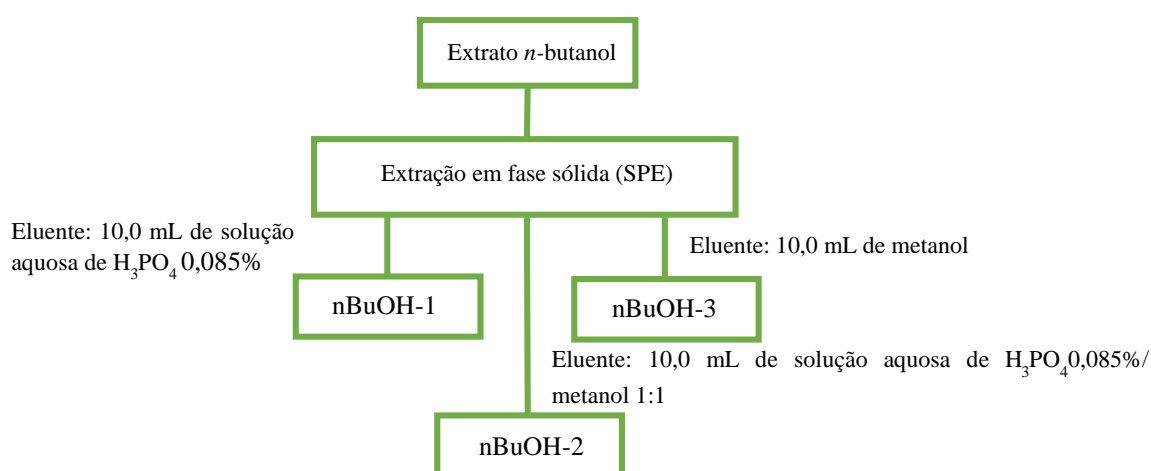 Extrato n-butanol
Extração em fase sólida (SPE)
Eluente: 10,0 mL de solução
aquosa de H₃PO₄ 0,085%
Eluente: 10,0 mL de metanol
nBuOH-1
nBuOH-3
Eluente: 10,0 mL de solução aquosa de H₃PO₄0,085%/
metanol 1:1
nBuOH-2